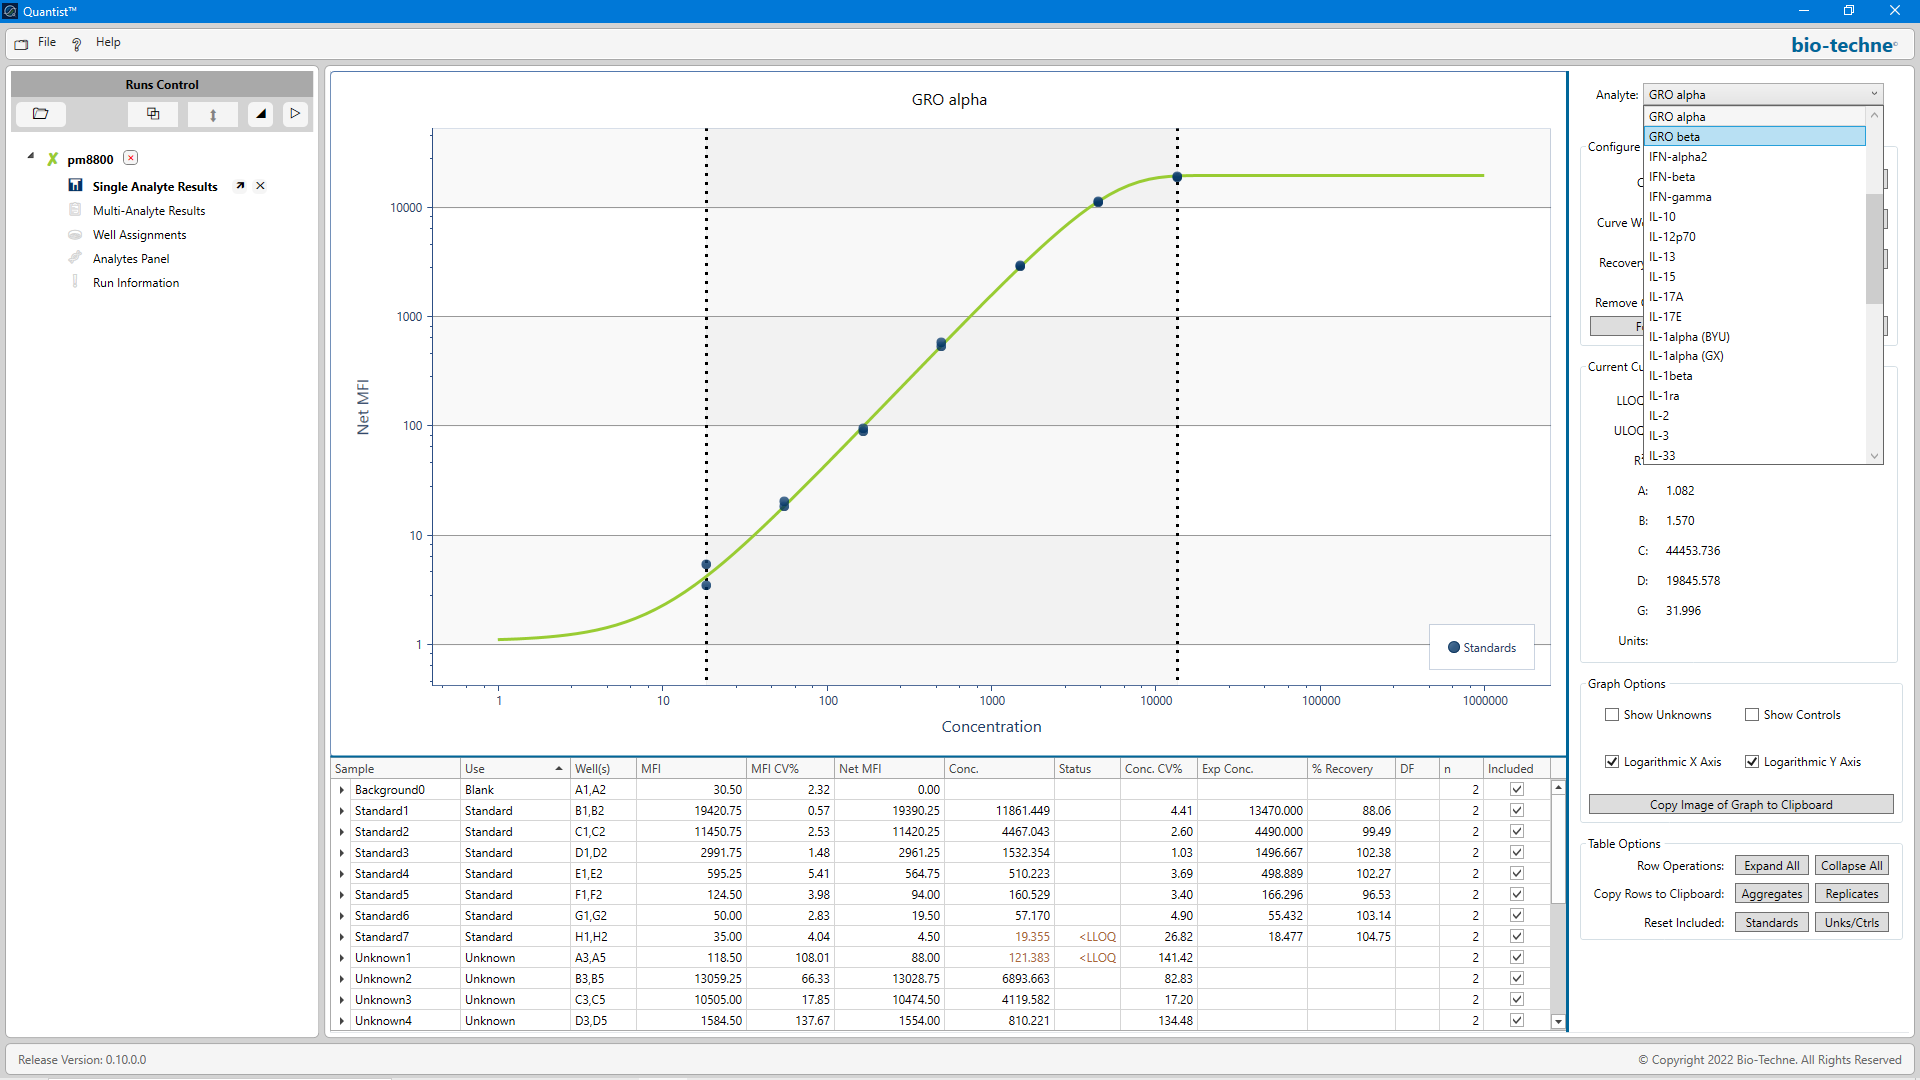 Quantist™
File Help
bio-techne®
Runs Control
pm8800
Single Analyte Results
Multi-Analyte Results
Well Assignments
Analytes Panel
Run Information
GRO alpha
Net MFI
10000
1000
100
10
1
1 10 100 1000 10000 100000 1000000
Concentration
Standards
Analyte: GRO alpha
GRO alpha
GRO beta
IFN-alpha2
IFN-beta
IFN-gamma
IL-10
IL-12p70
IL-13
IL-15
IL-17A
IL-17E
IL-1alpha (BYU)
IL-1alpha (GX)
IL-1beta
IL-1ra
IL-2
IL-3
IL-33
Configure
Curve
Recovery
Remove
Current
LLOQ
ULOQ
A: 1.082
B: 1.570
C: 44453.736
D: 19845.578
G: 31.996
Units:
Graph Options
Show Unknowns Show Controls
Logarithmic X Axis Logarithmic Y Axis
Copy Image of Graph to Clipboard
Table Options
Row Operations: Expand All Collapse All
Copy Rows to Clipboard: Aggregates Replicates
Reset Included: Standards Unks/Ctrls
Sample Use Well(s) MFI MFI CV% Net MFI Conc. Status Conc. CV% Exp Conc. % Recovery DF n Included
Background0 Blank A1,A2 30.50 2.32 0.00 2
Standard1 Standard B1,B2 19420.75 0.57 19390.25 11861.449 4.41 13470.000 88.06 2
Standard2 Standard C1,C2 11450.75 2.53 11420.25 4467.043 2.60 4490.000 99.49 2
Standard3 Standard D1,D2 2991.75 1.48 2961.25 1532.354 1.03 1496.667 102.38 2
Standard4 Standard E1,E2 595.25 5.41 564.75 510.223 3.69 498.889 102.27 2
Standard5 Standard F1,F2 124.50 3.98 94.00 160.529 3.40 166.296 96.53 2
Standard6 Standard G1,G2 50.00 2.83 19.50 57.170 4.90 55.432 103.14 2
Standard7 Standard H1,H2 35.00 4.04 4.50 19.355 <LLOQ 26.82 18.477 104.75 2
Unknown1 Unknown A3,A5 118.50 108.01 88.00 121.383 <LLOQ 141.42 2
Unknown2 Unknown B3,B5 13059.25 66.33 13028.75 6893.663 82.83 2
Unknown3 Unknown C3,C5 10505.00 17.85 10474.50 4119.582 17.20 2
Unknown4 Unknown D3,D5 1584.50 137.67 1554.00 810.221 134.48 2
Release Version: 0.10.0.0
© Copyright 2022 Bio-Techne. All Rights Reserved